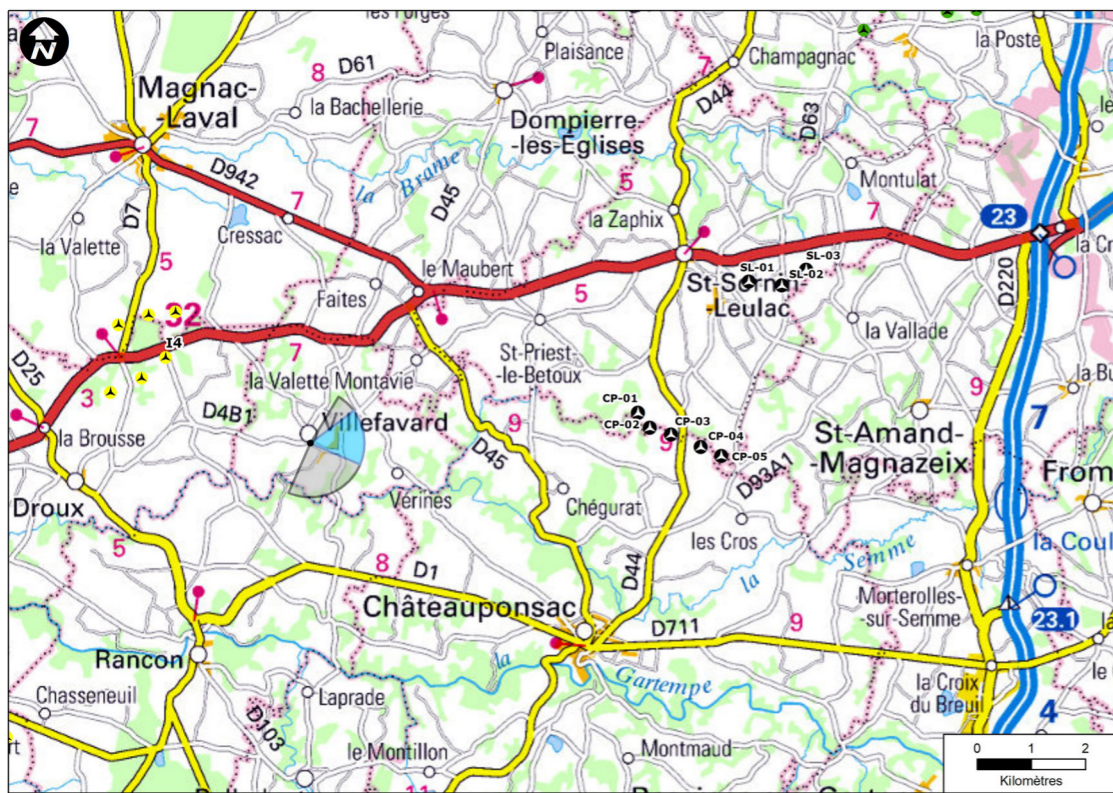 N
Plaisance
la Poste
Champagnac
7
8
D61
Magnac-
Laval
la Bachellerie
D44
D63
Dompierre-
-les-Églises
7
la Brame
D45
5
Montulat
D942
7
la Zaphix
7
23
D7
la Valette
Cressac
SL-03
SL-01
SL-02
5
le Maubert
St-Sornin-
Leulac
D220
Faites
5
32
I4
7
St-Priest-
le-Betoux
la Vallade
D25
3
la Valette Montavie
9
D4B1
Villefavard
9
CP-01
CP-02
CP-03
9
CP-04
CP-05
7
la Brousse
D45
St-Amand-
-Magnazeix
D93A1
Droux
Vérines
Chégurat
From
les Cros
la Semme
la Coul
5
8
D1
D44
Châteauponsac
Morterolles-
-sur-Semme
23.1
D711
9
Rancon
la Gartempe
la Croix
du Breuil
Chasseneuil
Laprade
4
D103
le Montillon
Montmaud
0 1 2
Kilomètres